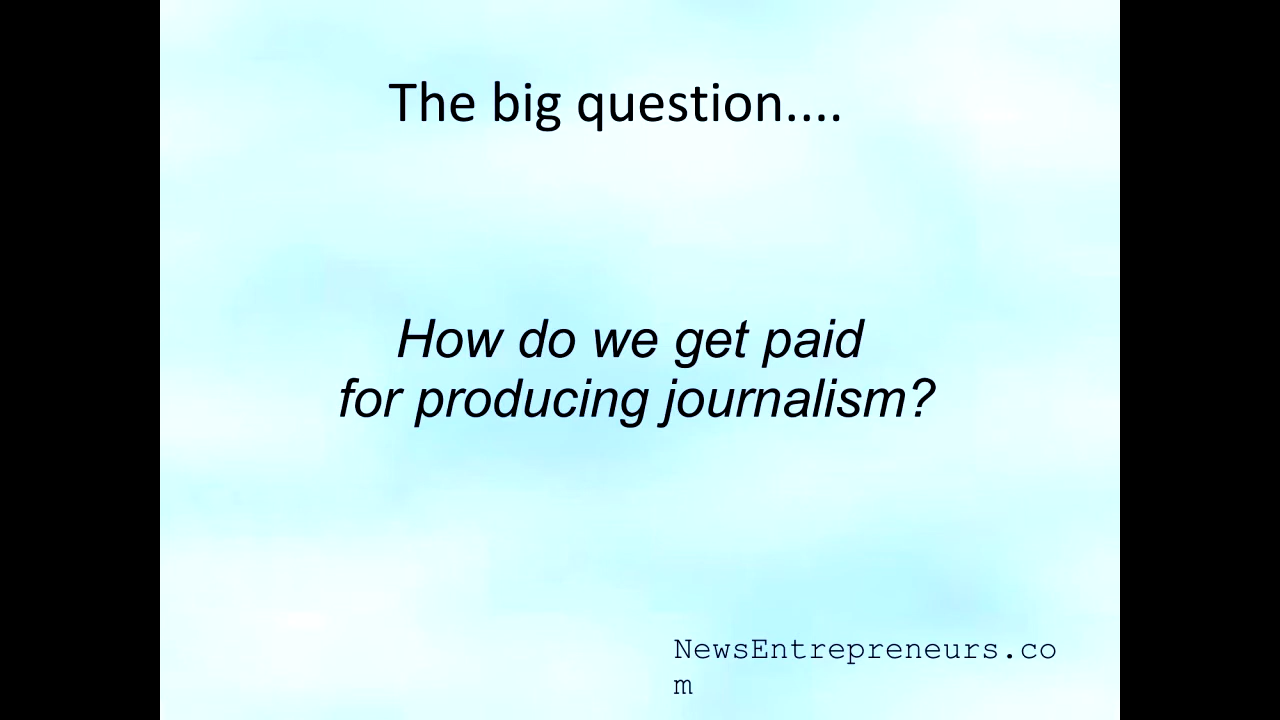 The big question....
How do we get paid
for producing journalism?
NewsEntrepreneurs.co
m